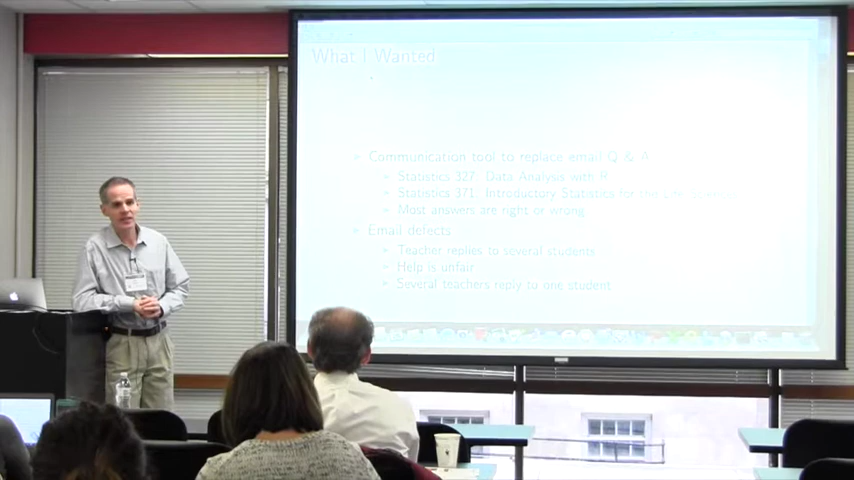 What I Wanted
Communication tool to replace email Q & A
Statistics 327: Data Analysis with R
Statistics 371: Introductory Statistics for the Life Sciences
Most answers are right or wrong.
Email defects
Teacher replies to several students
Help is unfair
Several teachers reply to one student